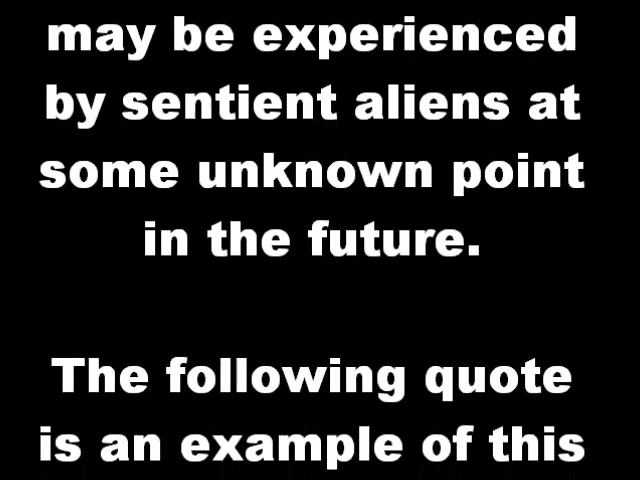 may be experienced
by sentient aliens at
some unknown point
in the future.
The following quote
is an example of this